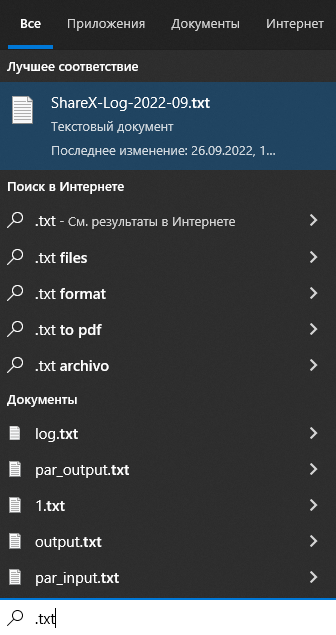 Все Приложения Документы Интернет
Лучшее соответствие
ShareX-Log-2022-09.txt
Текстовый документ
Последнее изменение: 26.09.2022, 1...
Поиск в Интернете
.txt - См. результаты в Интернете
.txt files
.txt format
.txt to pdf
.txt archivo
Документы
log.txt
par_output.txt
1.txt
output.txt
par_input.txt
.txt